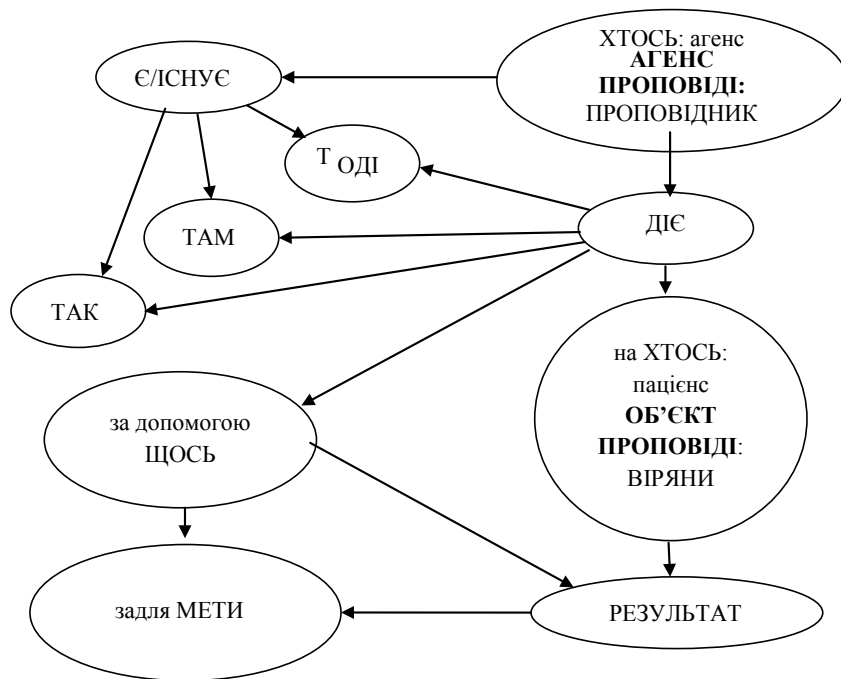 ХТОСЬ: агенс
АГЕНС
ПРОПОВІДІ:
ПРОПОВІДНИК
Є/ІСНУЄ
Т ОДІ
ТАМ
ДІЄ
ТАК
на ХТОСЬ:
пацієнс
ОБ’ЄКТ
ПРОПОВІДІ:
ВІРЯНИ
за допомогою
ЩОСЬ
задля МЕТИ
РЕЗУЛЬТАТ